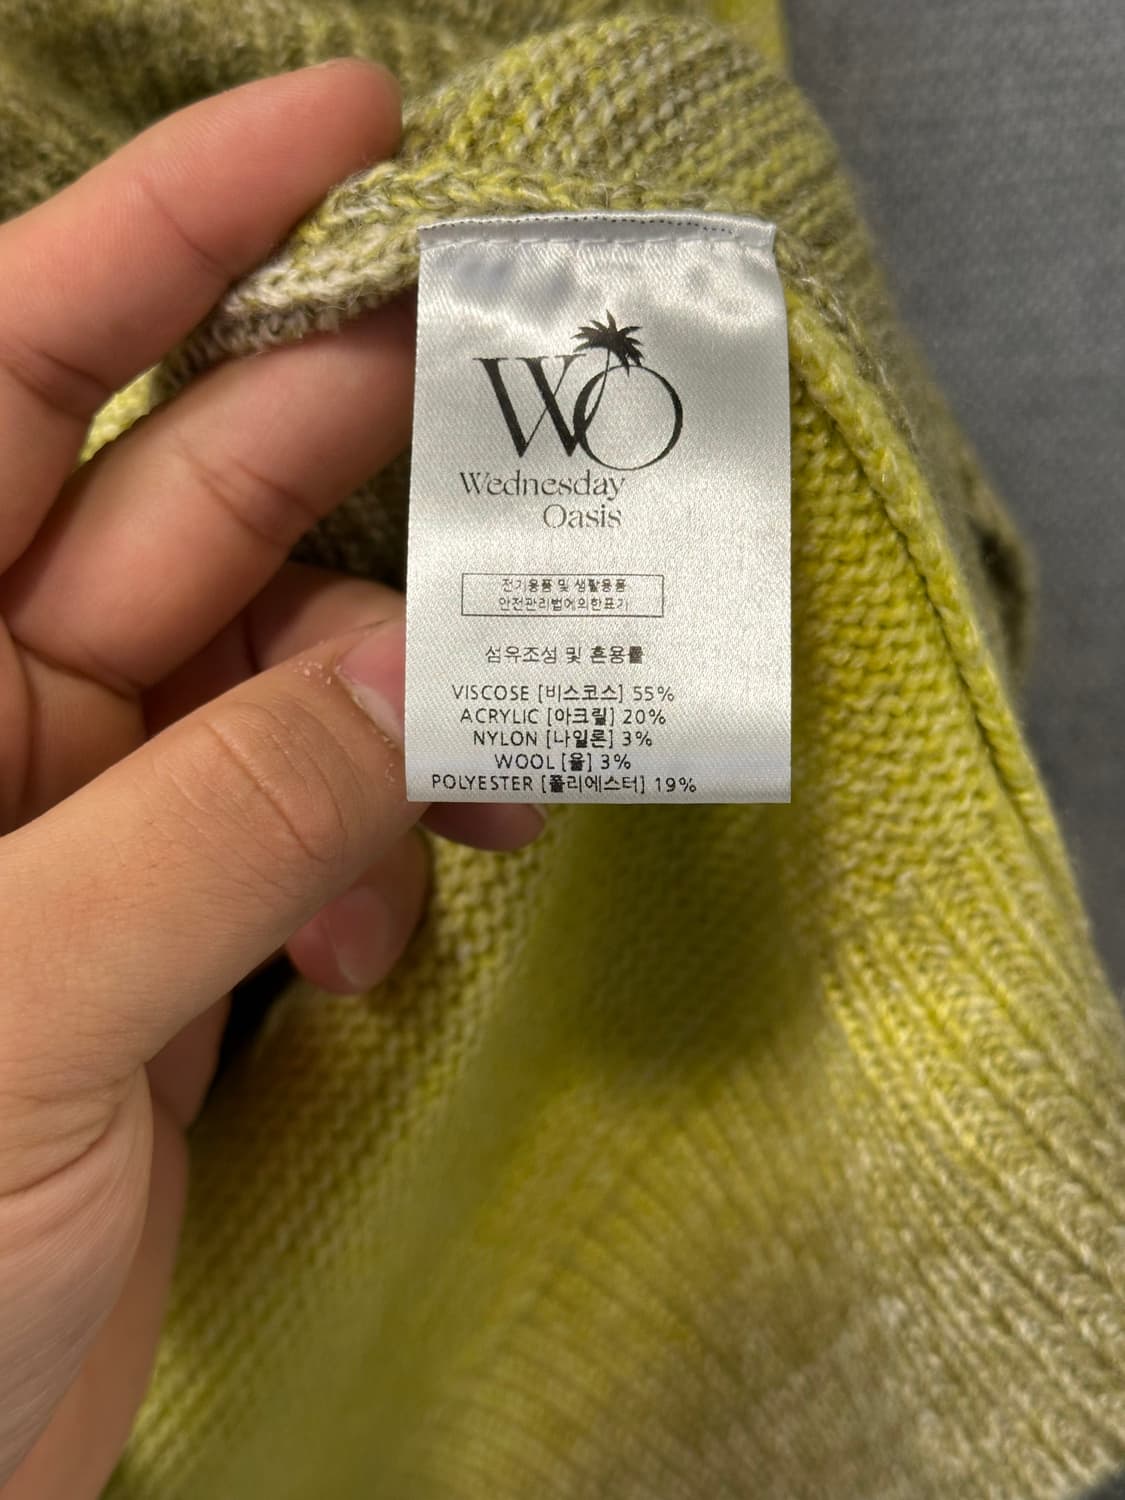 WO
Wednesday
Oasis
전기용품 및 생활용품
안전관리법에의한표기
섬유조성 및 혼용률
VISCOSE [비스코스] 55%
ACRYLIC [아크릴] 20%
NYLON [나일론] 3%
WOOL [울] 3%
POLYESTER [폴리에스터] 19%